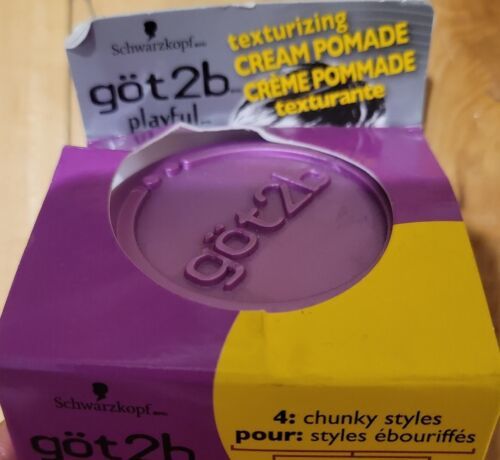 Schwarzkopf
göt2b
playful
texturizing
CREAM POMADE
CRÈME POMMADE
texturante
göt2b
Schwarzkopf
göt2b
4: chunky styles
pour: styles ébouriffés